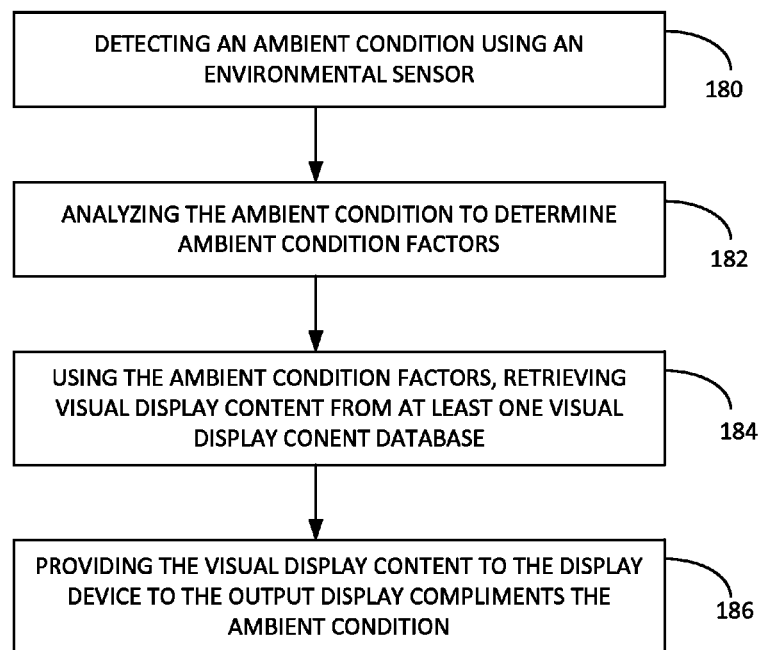 DETECTING AN AMBIENT CONDITION USING AN
ENVIRONMENTAL SENSOR
180
ANALYZING THE AMBIENT CONDITION TO DETERMINE
AMBIENT CONDITION FACTORS
182
USING THE AMBIENT CONDITION FACTORS, RETRIEVING
VISUAL DISPLAY CONTENT FROM AT LEAST ONE VISUAL
DISPLAY CONENT DATABASE
184
PROVIDING THE VISUAL DISPLAY CONTENT TO THE DISPLAY
DEVICE TO THE OUTPUT DISPLAY COMPLIMENTS THE
AMBIENT CONDITION
186